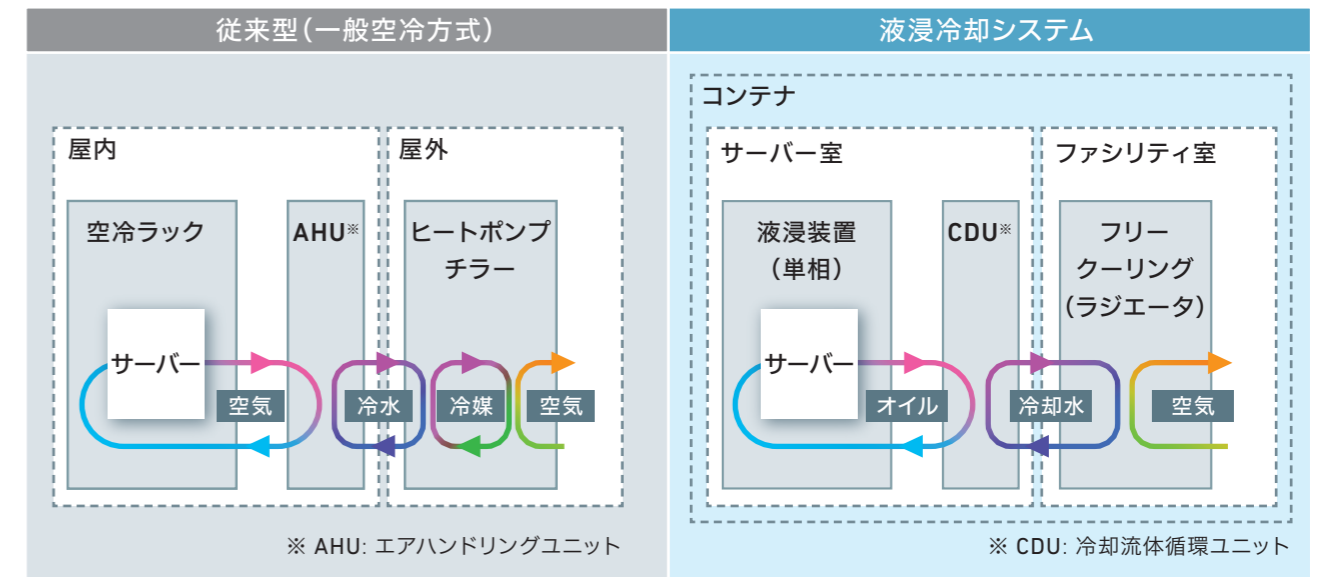 従来型(一般空冷方式)
屋内
屋外
空冷ラック
AHU※
ヒートポンプ
チラー
サーバー
空気
冷水
冷媒
空気
※ AHU: エアハンドリングユニット
液浸冷却システム
コンテナ
サーバー室
ファシリティ室
液浸装置
(単相)
CDU※
フリー
クーリング
(ラジエータ)
サーバー
オイル
冷却水
空気
※ CDU: 冷却流体循環ユニット